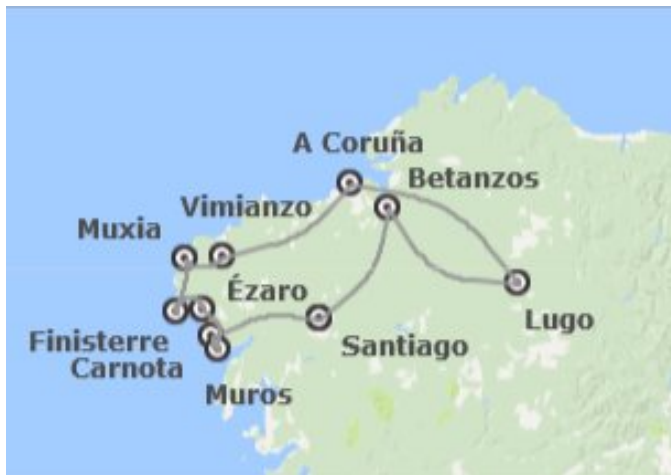 A Coruña
Betanzos
Vimianzo
Muxia
Ézaro
Lugo
Finisterre
Santiago
Carnota
Muros